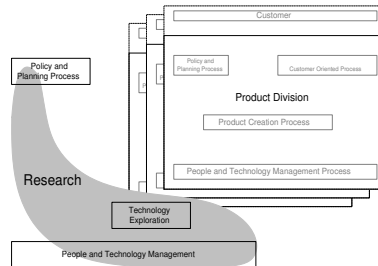 Customer
Policy and
Planning Process
Policy and
Planning Process
Customer Oriented Process
Product Division
Product Creation Process
Research
People and Technology Management Process
Technology
Exploration
People and Technology Management